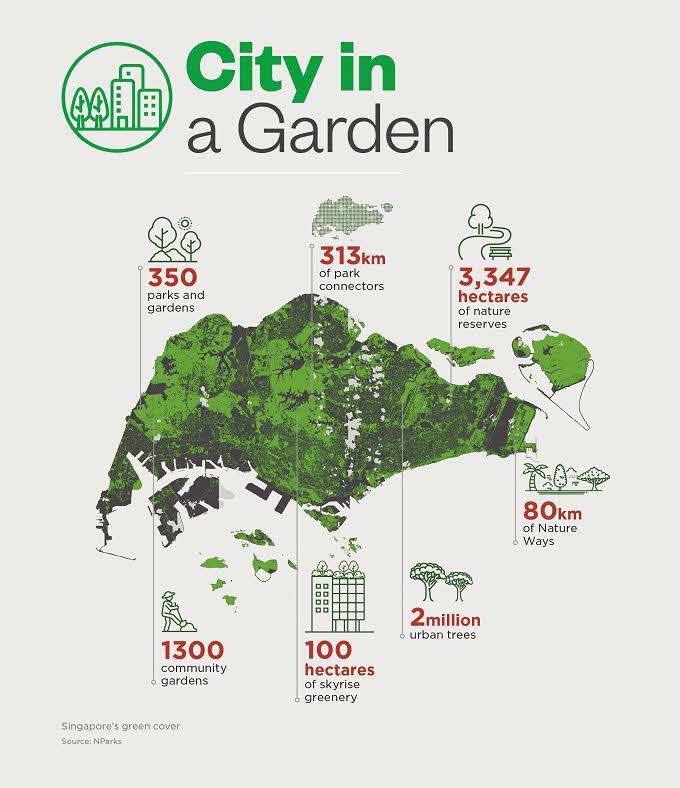 City in
a Garden
350
parks and
gardens
313km
of park
connectors
3,347
hectares
of nature
reserves
80km
of Nature
Ways
1300
community
gardens
100
hectares
of skyrise
greenery
2million
urban trees
Singapore's green cover
Source: NParks